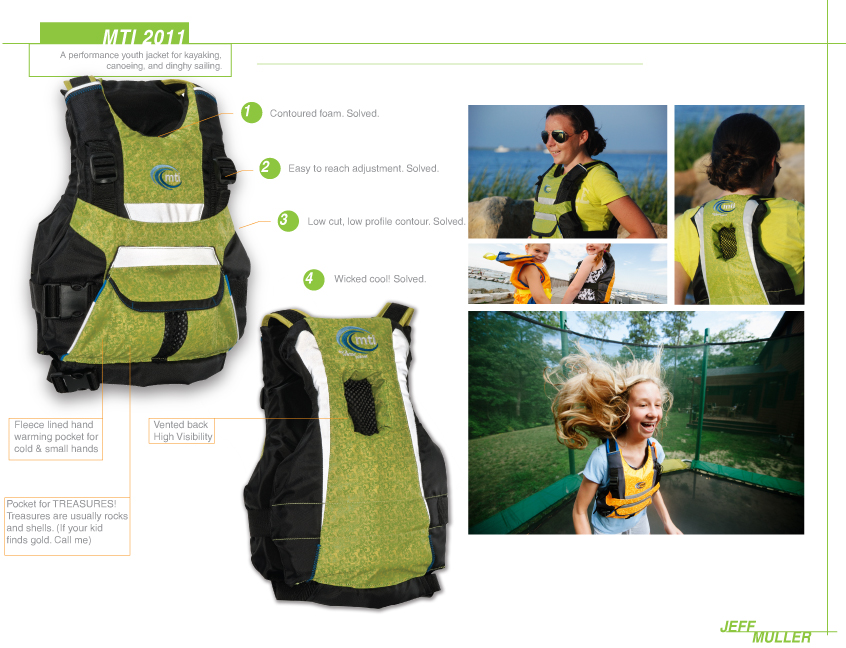 MTI 2011
A performance youth jacket for kayaking,
canoeing, and dinghy sailing.
1 Contoured foam. Solved.
2 Easy to reach adjustment. Solved.
3 Low cut, low profile contour. Solved.
4 Wicked cool! Solved.
mti
mti
mti
Fleece lined hand
warming pocket for
cold & small hands
Vented back
High Visibility
Pocket for TREASURES!
Treasures are usually rocks
and shells. (If your kid
finds gold. Call me)
JEFF
MULLER